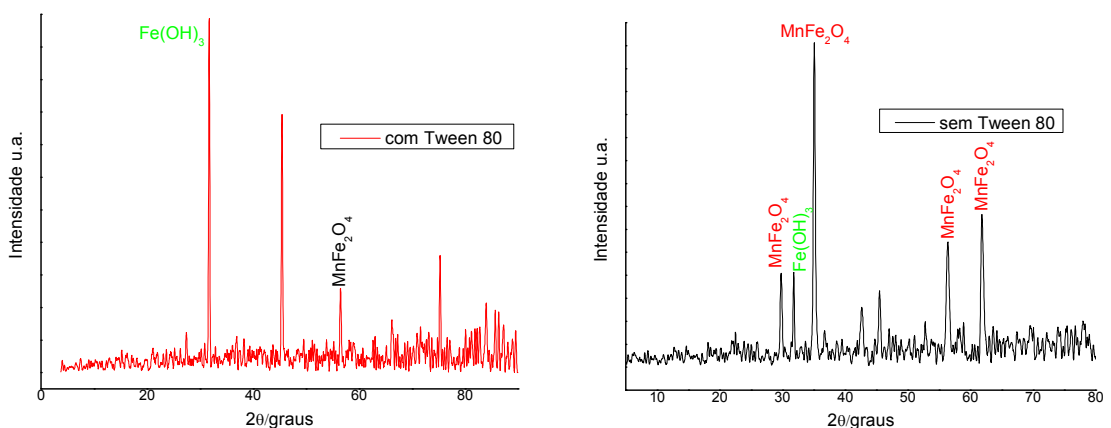 Fe(OH)₃
com Tween 80
MnFe₂O₄
Intensidade u.a.
0 20 40 60 80
2θ/graus
MnFe₂O₄
sem Tween 80
MnFe₂O₄
Fe(OH)₃
MnFe₂O₄
MnFe₂O₄
Intensidade u.a.
10 20 30 40 50 60 70 80
2θ/graus